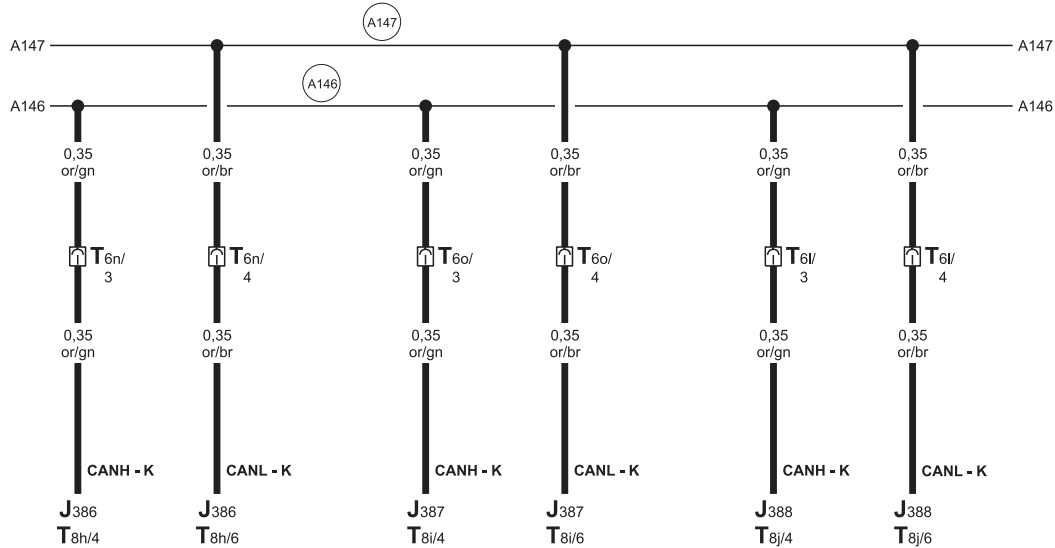 A147
A147 A147
A146
A146 A146
0,35 0,35 0,35 0,35 0,35 0,35
or/gn or/br or/gn or/br or/gn or/br
T6n/ T6n/ T6o/ T6o/ T6l/ T6l/
3 4 3 4 3 4
0,35 0,35 0,35 0,35 0,35 0,35
or/gn or/br or/gn or/br or/gn or/br
CANH - K CANL - K CANH - K CANL - K CANH - K CANL - K
J386 J386 J387 J387 J388 J388
T8h/4 T8h/6 T8i/4 T8i/6 T8j/4 T8j/6